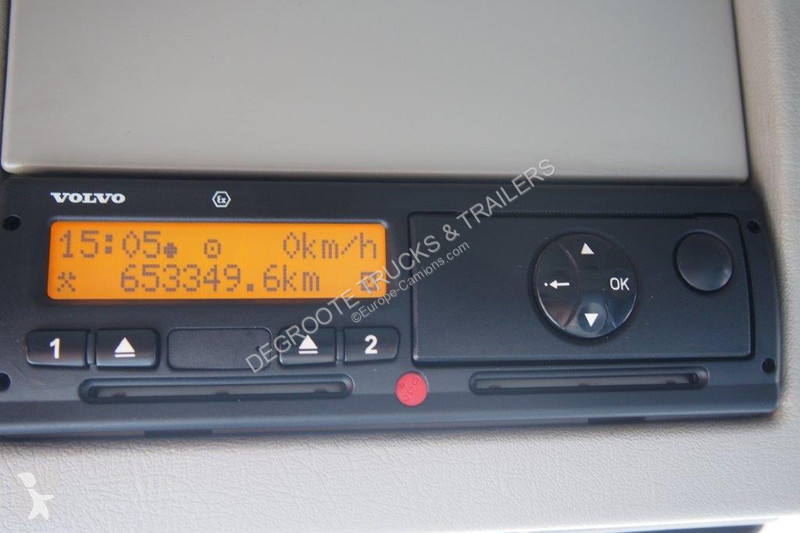 VOLVO
Ex
15:05 0km/h
653349.6km
1 2
OK
DEGROOTE TRUCKS & TRAILERS
©Europe-Camions.com